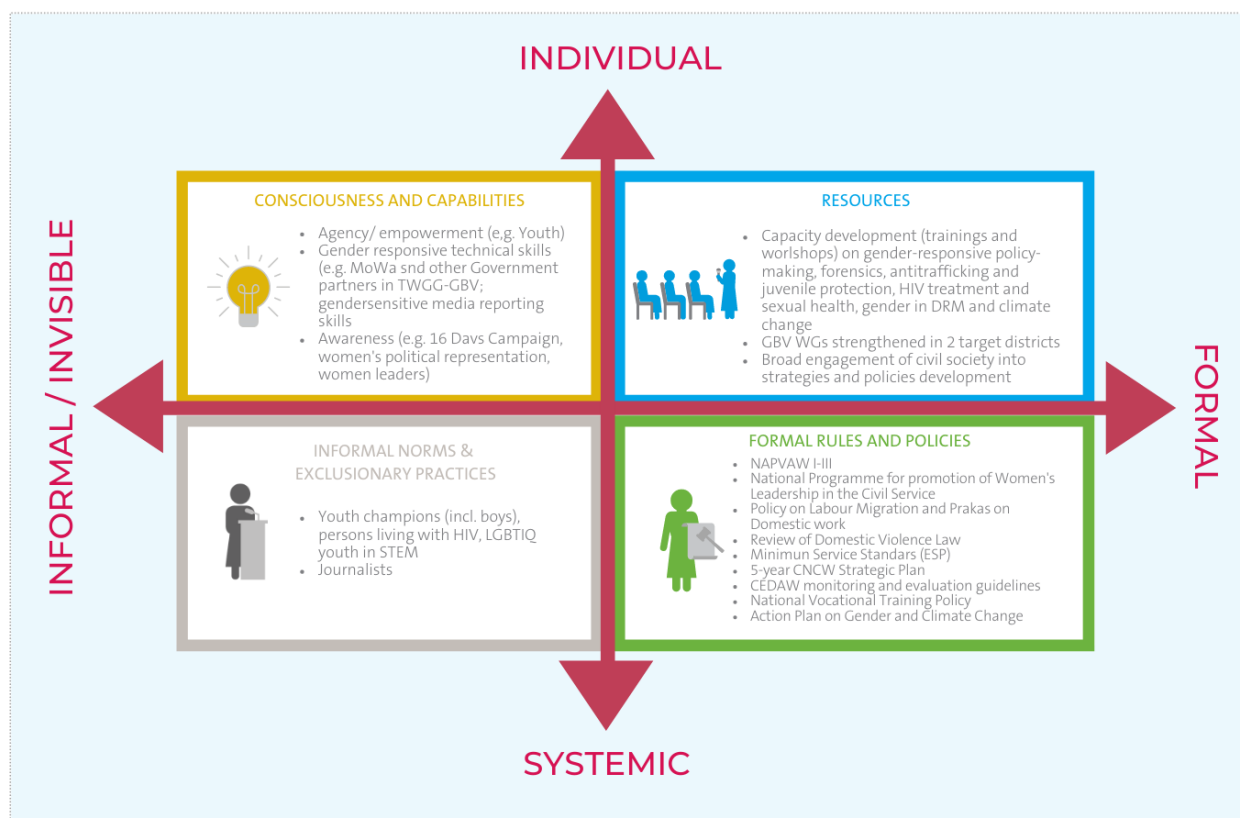 INDIVIDUAL
INFORMAL / INVISIBLE
CONSCIOUSNESS AND CAPABILITIES
• Agency/ empowerment (e,g. Youth)
• Gender responsive technical skills
(e.g. MoWa snd other Government
partners in TWGG-GBV;
gendersensitive media reporting
skills
• Awareness (e.g. 16 Davs Campaign,
women's political representation,
women leaders)
RESOURCES
• Capacity development (trainings and
worlshops) on gender-responsive policy-
making, forensics, antitrafficking and
juvenile protection, HIV treatment and
sexual health, gender in DRM and climate
change
• GBV WGs strengthened in 2 target districts
• Broad engagement of civil society into
strategies and policies development
INFORMAL NORMS &
EXCLUSIONARY PRACTICES
• Youth champions (incl. boys),
persons living with HIV, LGBTIQ
youth in STEM
• Journalists
FORMAL RULES AND POLICIES
• NAPVAW I-III
• National Programme for promotion of Women's
Leadership in the Civil Service
• Policy on Labour Migration and Prakas on
Domestic work
• Review of Domestic Violence Law
• Minimun Service Standars (ESP)
• 5-year CNCW Strategic Plan
• CEDAW monitoring and evaluation guidelines
• National Vocational Training Policy
• Action Plan on Gender and Climate Change
FORMAL
SYSTEMIC